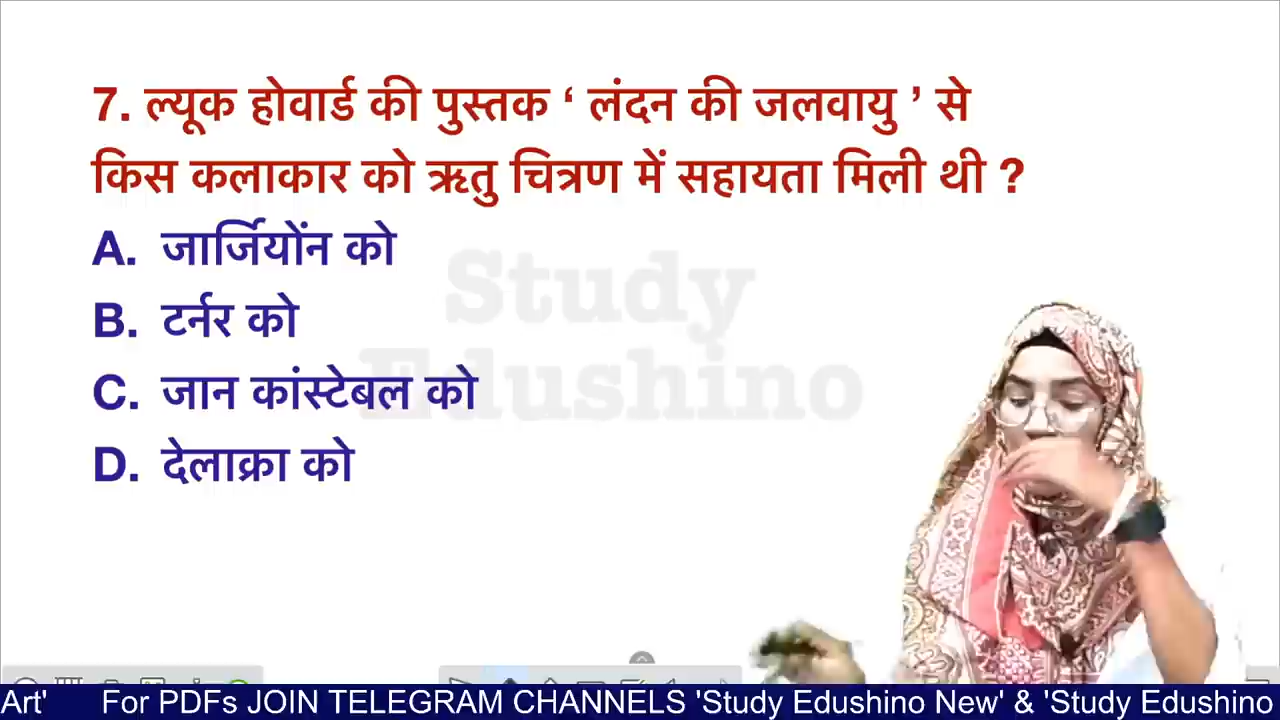 7. ल्यूक होवार्ड की पुस्तक ‘ लंदन की जलवायु ’ से
किस कलाकार को ऋतु चित्रण में सहायता मिली थी ?
A. जार्जियोंन को
B. टर्नर को
C. जान कांस्टेबल को
D. देलाक्रा को
Study
Edushino
Art' For PDFs JOIN TELEGRAM CHANNELS 'Study Edushino New' & 'Study Edushino